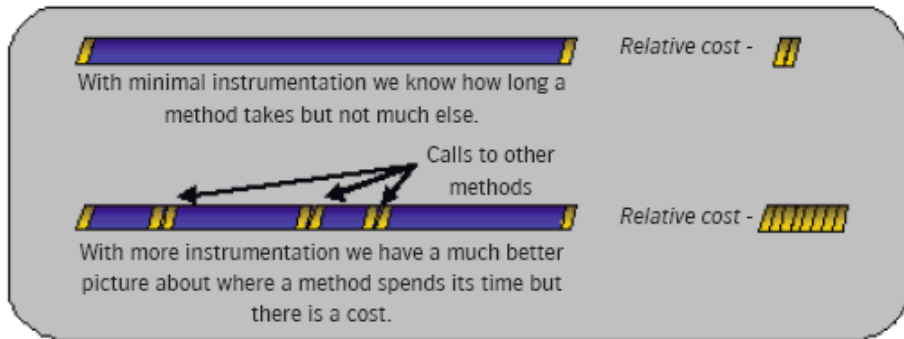 Relative cost -
With minimal instrumentation we know how long a
method takes but not much else.
Calls to other
methods
Relative cost -
With more instrumentation we have a much better
picture about where a method spends its time but
there is a cost.